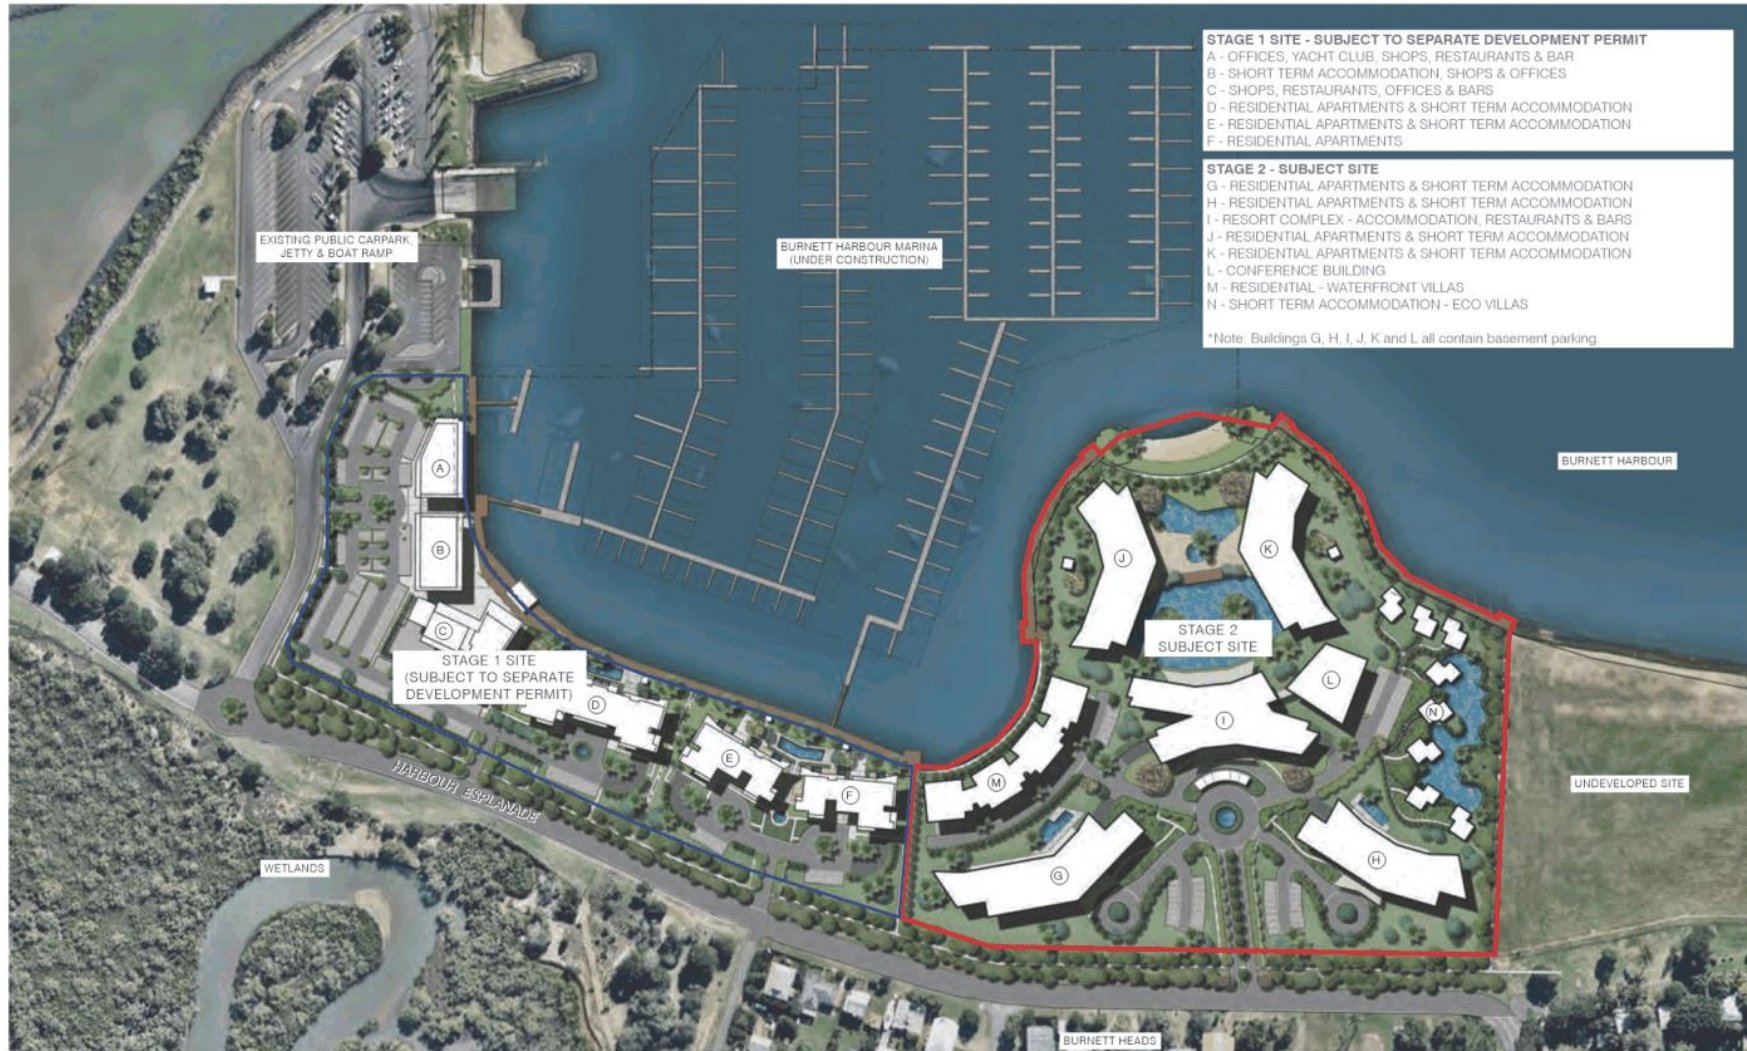 STAGE 1 SITE - SUBJECT TO SEPARATE DEVELOPMENT PERMIT
A - OFFICES, YACHT CLUB, SHOPS, RESTAURANTS & BAR
B - SHORT TERM ACCOMMODATION, SHOPS & OFFICES
C - SHOPS, RESTAURANTS, OFFICES & BARS
D - RESIDENTIAL APARTMENTS & SHORT TERM ACCOMMODATION
E - RESIDENTIAL APARTMENTS & SHORT TERM ACCOMMODATION
F - RESIDENTIAL APARTMENTS
STAGE 2 - SUBJECT SITE
G - RESIDENTIAL APARTMENTS & SHORT TERM ACCOMMODATION
H - RESIDENTIAL APARTMENTS & SHORT TERM ACCOMMODATION
I - RESORT COMPLEX - ACCOMMODATION, RESTAURANTS & BARS
J - RESIDENTIAL APARTMENTS & SHORT TERM ACCOMMODATION
K - RESIDENTIAL APARTMENTS & SHORT TERM ACCOMMODATION
L - CONFERENCE BUILDING
M - RESIDENTIAL - WATERFRONT VILLAS
N - SHORT TERM ACCOMMODATION - ECO VILLAS
*Note: Buildings G, H, I, J, K and L all contain basement parking
EXISTING PUBLIC CARPARK,
JETTY & BOAT RAMP
BURNETT HARBOUR MARINA
(UNDER CONSTRUCTION)
BURNETT HARBOUR
A
B
C
STAGE 1 SITE
(SUBJECT TO SEPARATE
DEVELOPMENT PERMIT)
D
E
F
J
K
STAGE 2
SUBJECT SITE
L
I
N
M
G
H
UNDEVELOPED SITE
HARBOUR ESPLANADE
WETLANDS
BURNETT HEADS